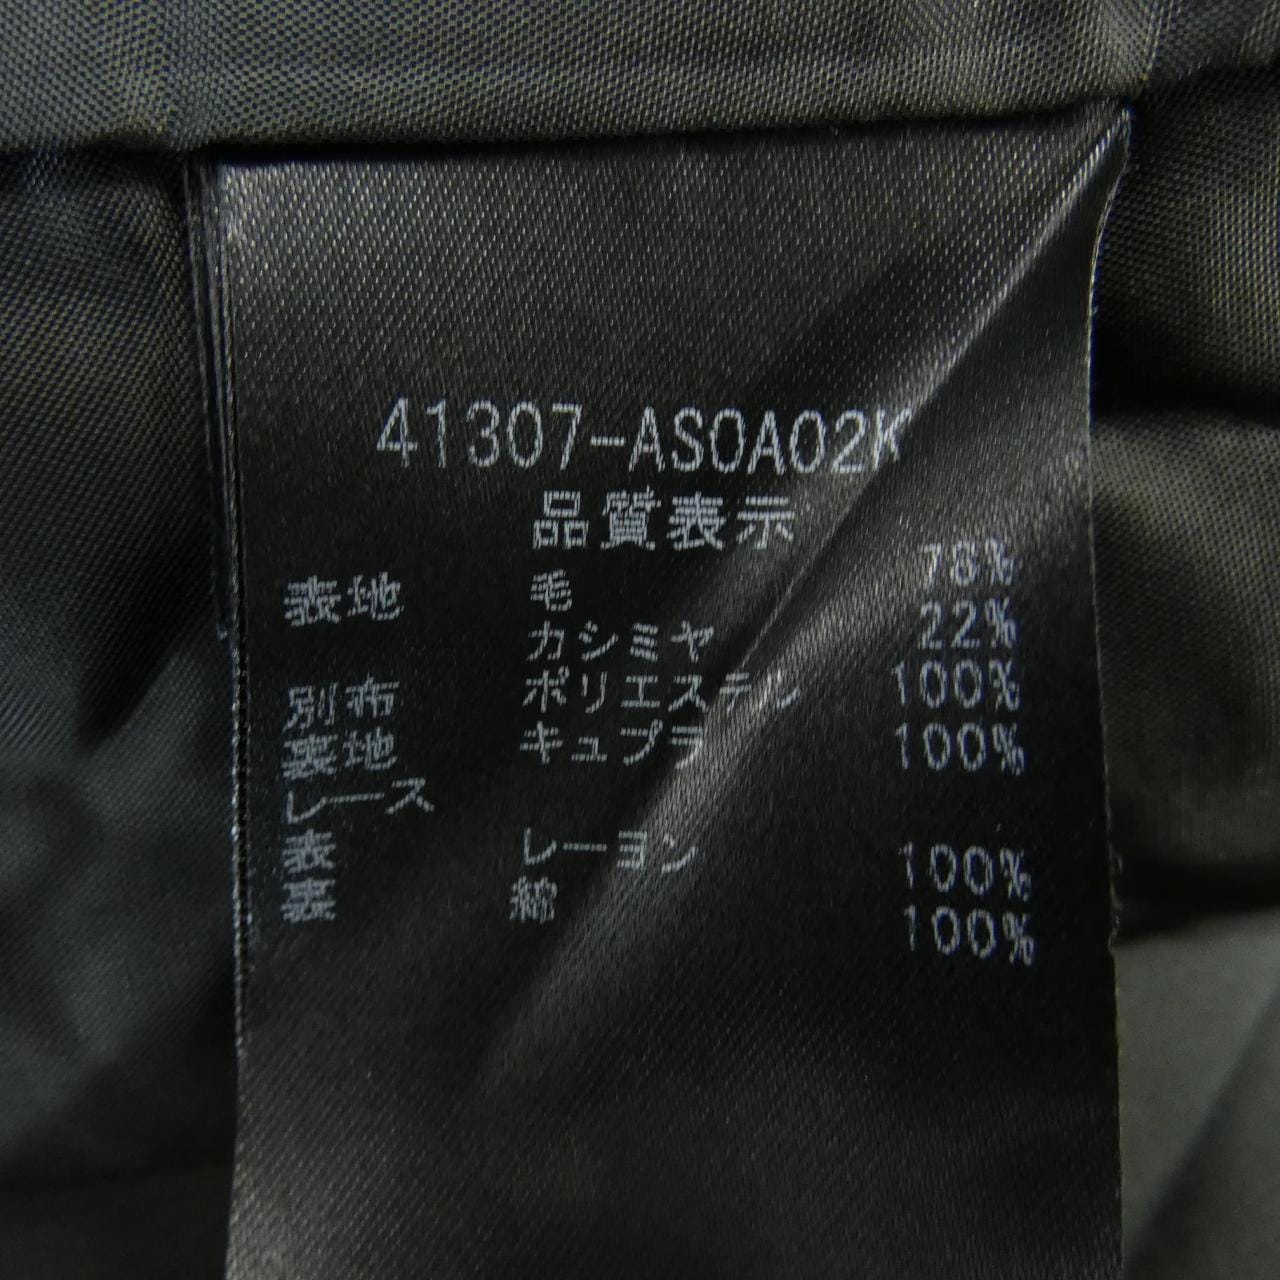 41307-ASOA02K
品質表示
表地 毛 78%
カシミヤ 22%
別布 ポリエステル 100%
裏地 キュプラ 100%
レース
表 レーヨン 100%
裏 綿 100%